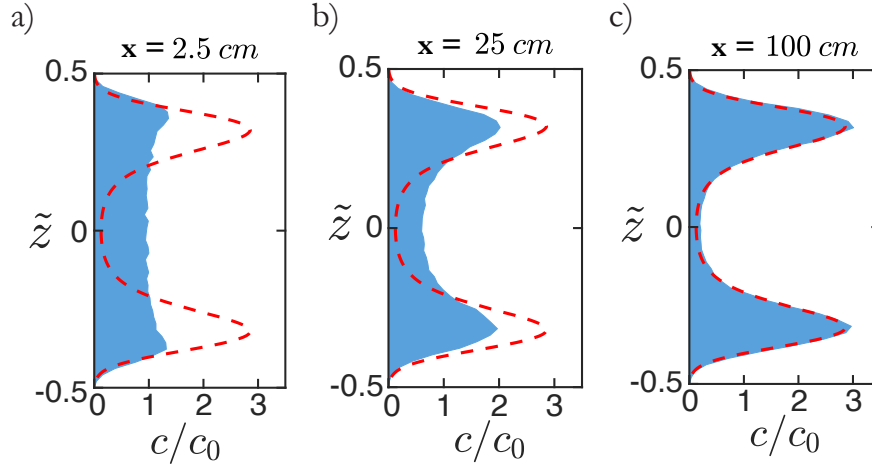 a)
x = 2.5 cm
0.5
z̃
0
-0.5
0 1 2 3
c/c₀
b)
x = 25 cm
0.5
z̃
0
-0.5
0 1 2 3
c/c₀
c)
x = 100 cm
0.5
z̃
0
-0.5
0 1 2 3
c/c₀